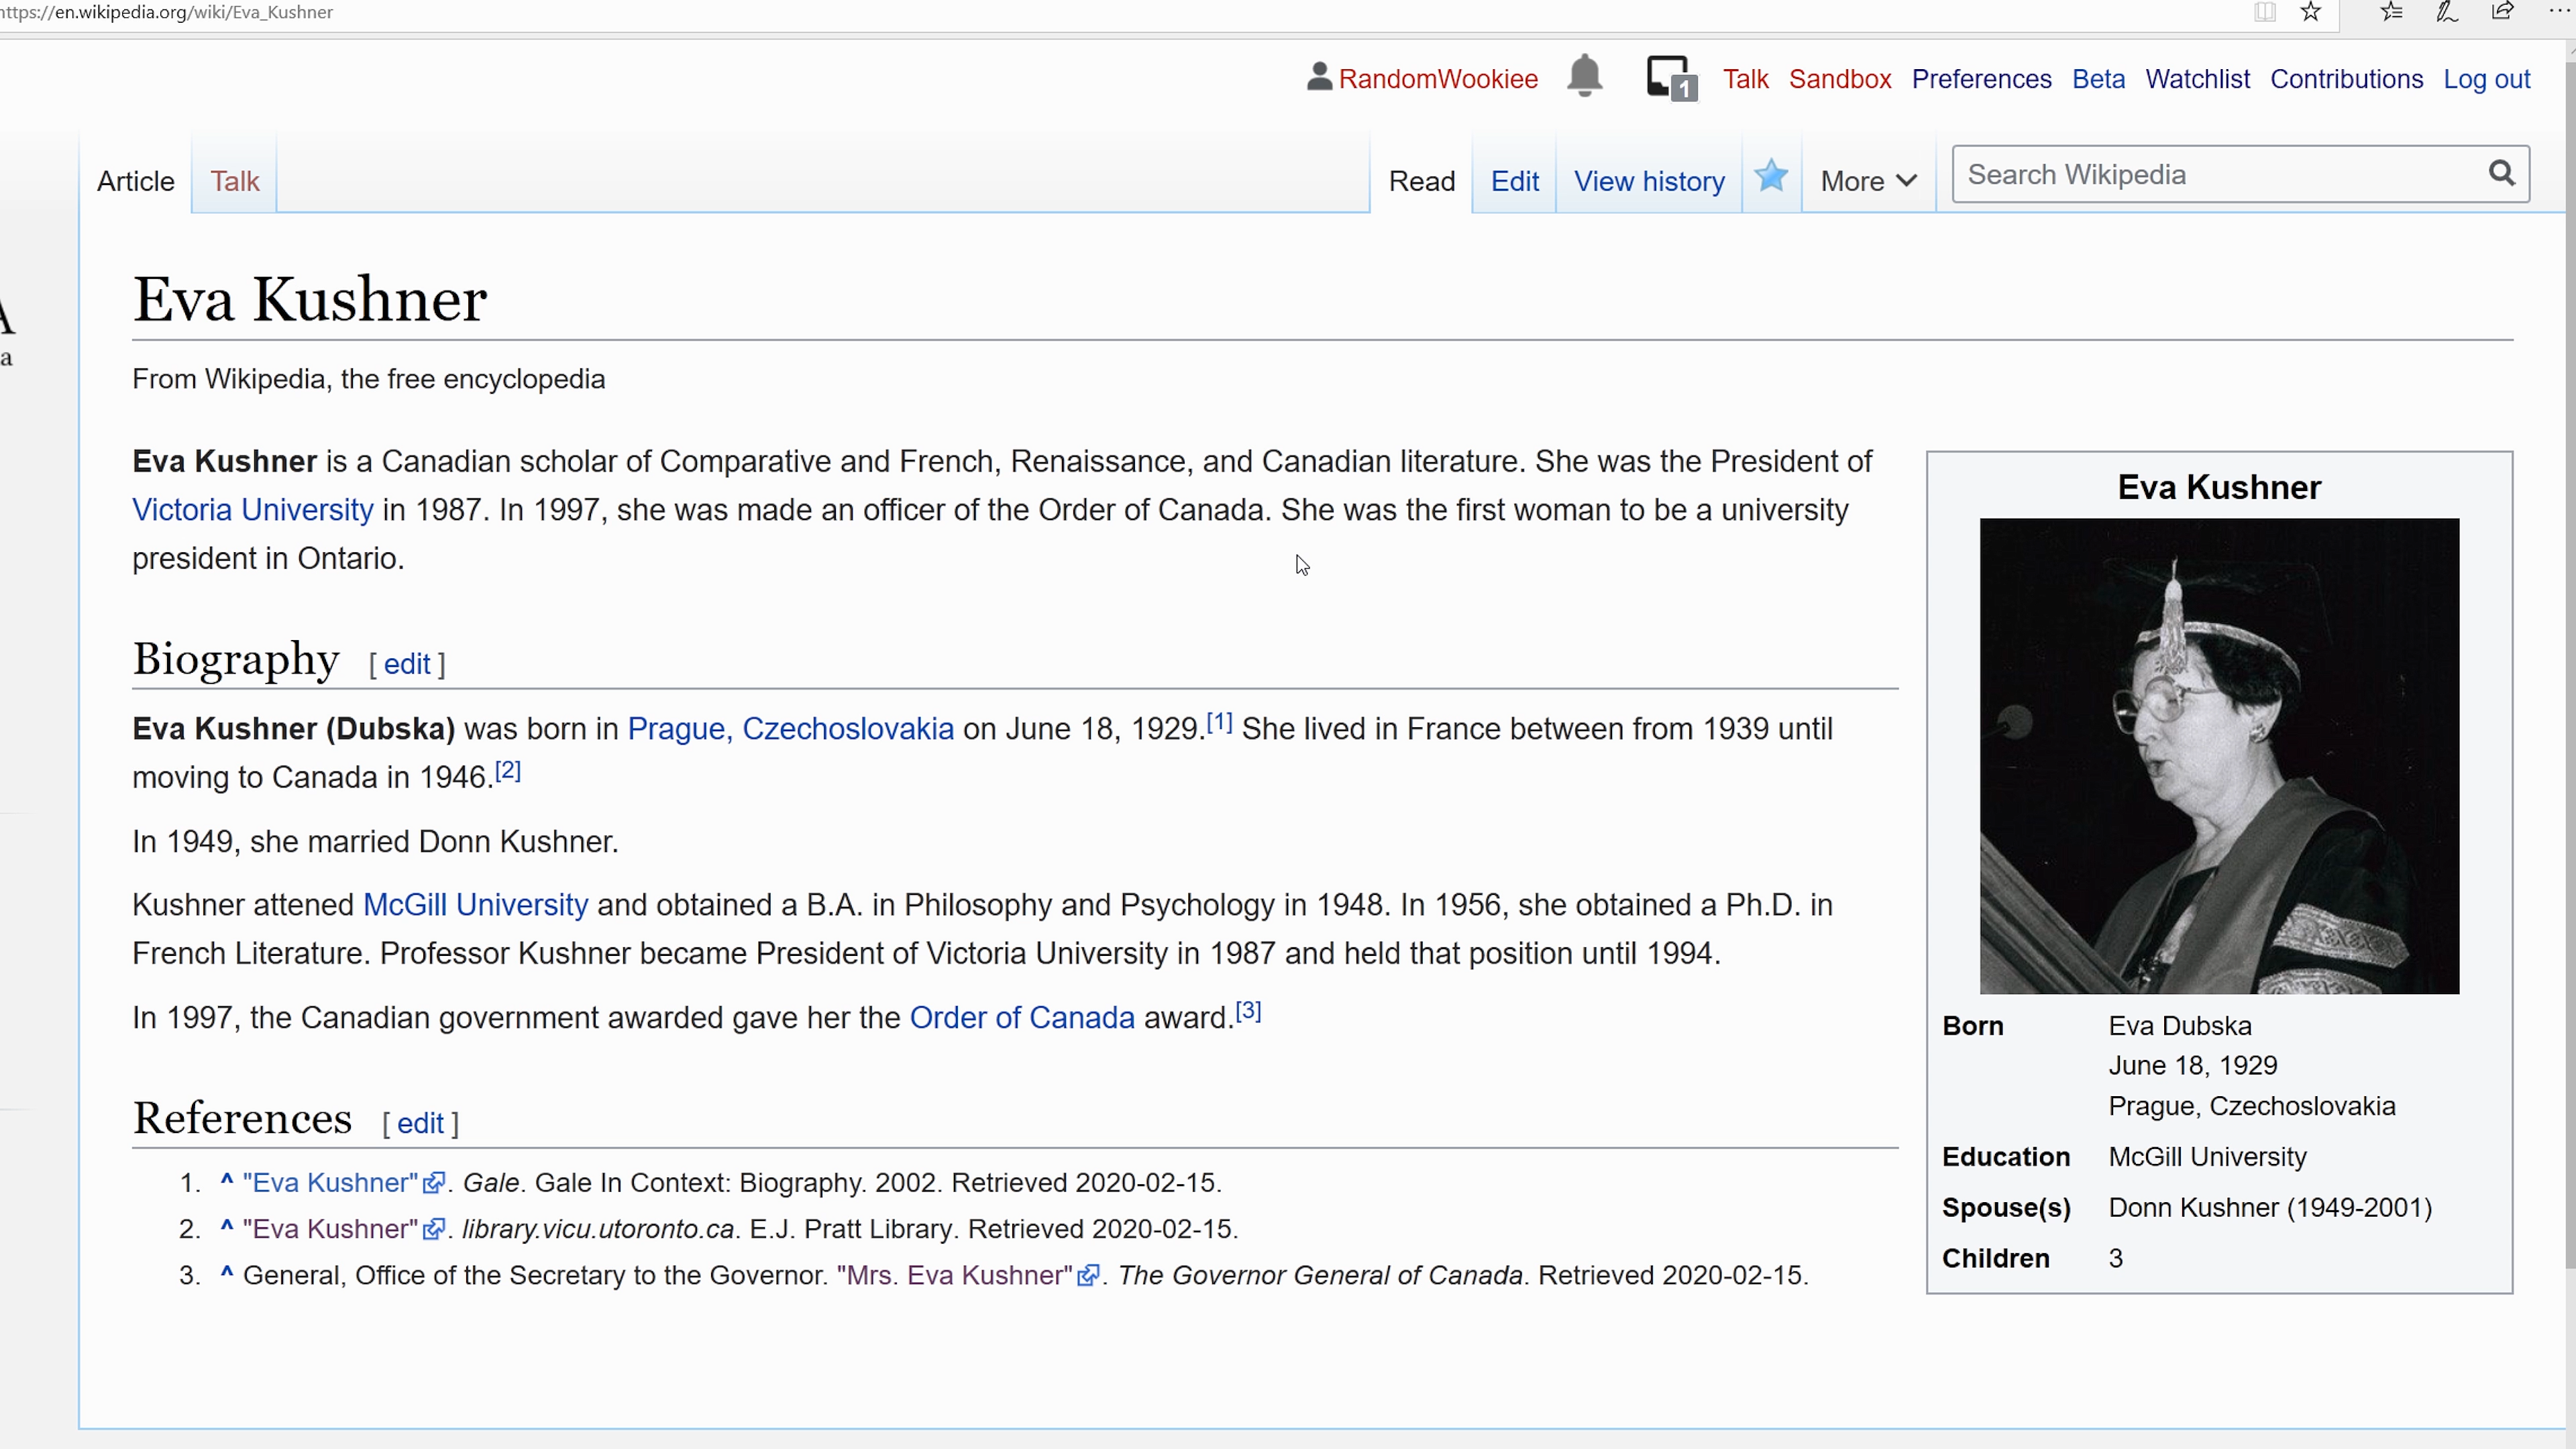 https://en.wikipedia.org/wiki/Eva_Kushner
RandomWookiee 1 Talk Sandbox Preferences Beta Watchlist Contributions Log out
Article Talk Read Edit View history More Search Wikipedia
A
a
Eva Kushner
From Wikipedia, the free encyclopedia
Eva Kushner is a Canadian scholar of Comparative and French, Renaissance, and Canadian literature. She was the President of
Victoria University in 1987. In 1997, she was made an officer of the Order of Canada. She was the first woman to be a university
president in Ontario.
Biography [ edit ]
Eva Kushner (Dubska) was born in Prague, Czechoslovakia on June 18, 1929.[1] She lived in France between from 1939 until
moving to Canada in 1946.[2]
In 1949, she married Donn Kushner.
Kushner attened McGill University and obtained a B.A. in Philosophy and Psychology in 1948. In 1956, she obtained a Ph.D. in
French Literature. Professor Kushner became President of Victoria University in 1987 and held that position until 1994.
In 1997, the Canadian government awarded gave her the Order of Canada award.[3]
References [ edit ]
1. ^ "Eva Kushner". Gale. Gale In Context: Biography. 2002. Retrieved 2020-02-15.
2. ^ "Eva Kushner". library.vicu.utoronto.ca. E.J. Pratt Library. Retrieved 2020-02-15.
3. ^ General, Office of the Secretary to the Governor. "Mrs. Eva Kushner". The Governor General of Canada. Retrieved 2020-02-15.
Eva Kushner
Born Eva Dubska
June 18, 1929
Prague, Czechoslovakia
Education McGill University
Spouse(s) Donn Kushner (1949-2001)
Children 3